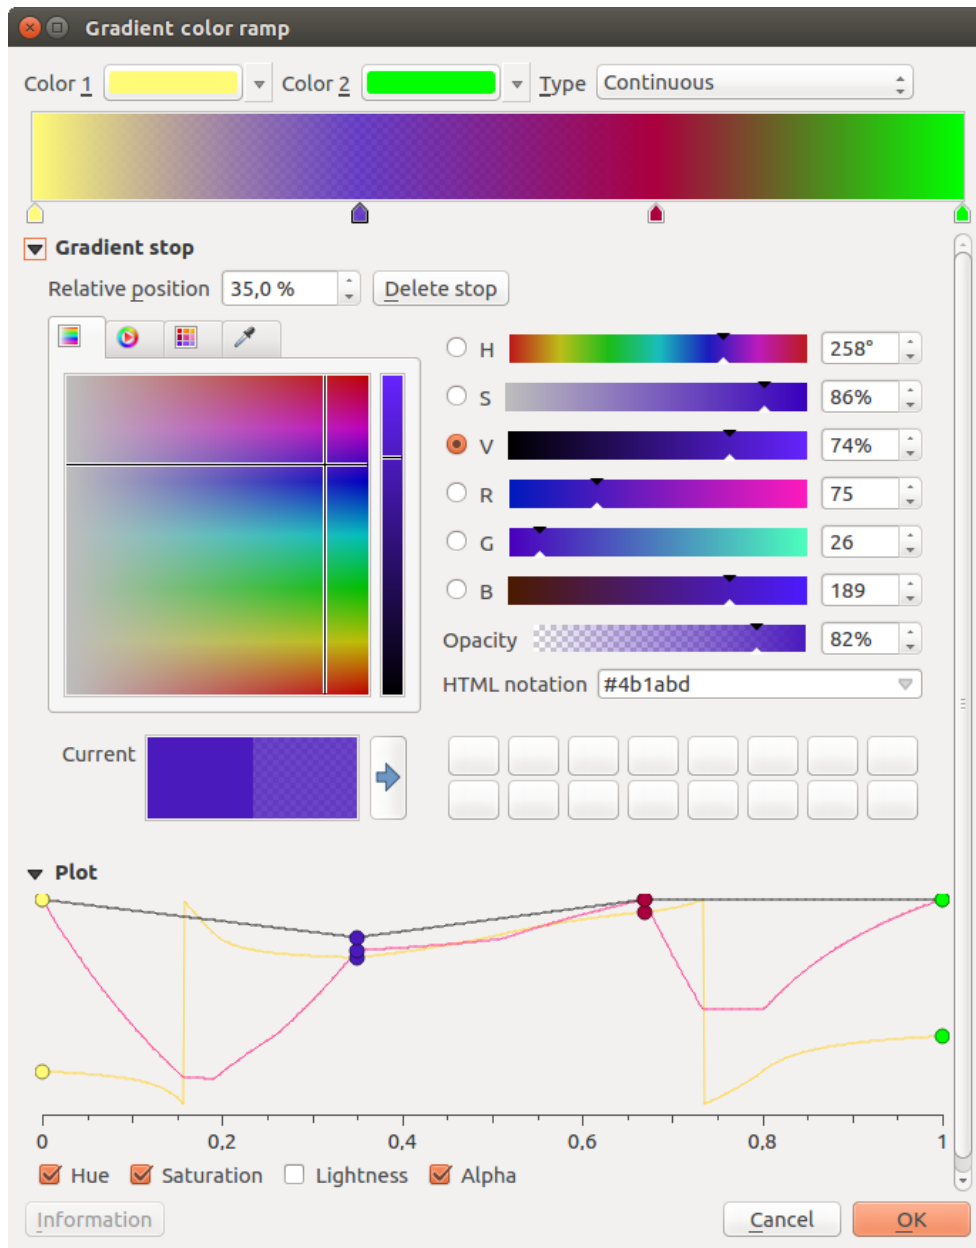 Gradient color ramp
Color 1 Color 2 Type Continuous
Gradient stop
Relative position 35,0 % Delete stop
H 258°
S 86%
V 74%
R 75
G 26
B 189
Opacity 82%
HTML notation #4b1abd
Current
Plot
0 0,2 0,4 0,6 0,8 1
Hue Saturation Lightness Alpha
Information Cancel OK